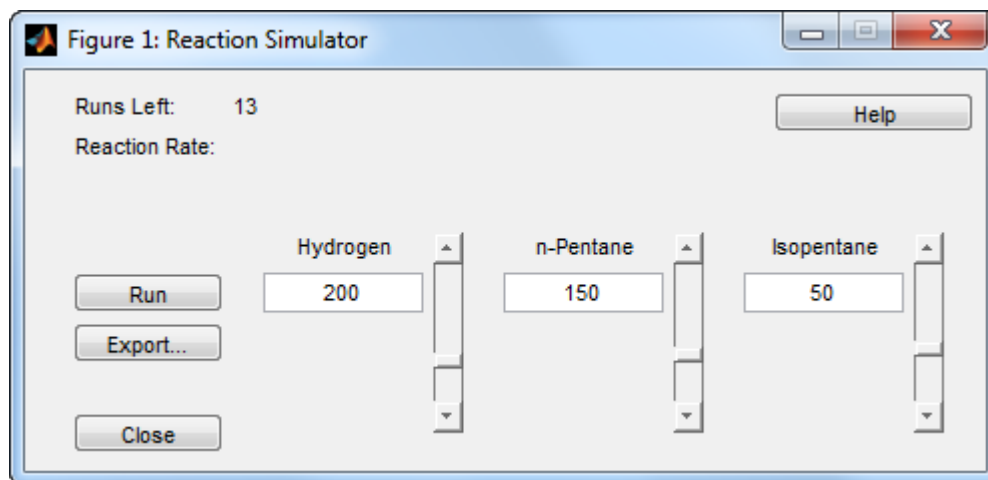 Figure 1: Reaction Simulator
Runs Left: 13
Help
Reaction Rate:
Hydrogen n-Pentane Isopentane
Run 200 150 50
Export...
Close